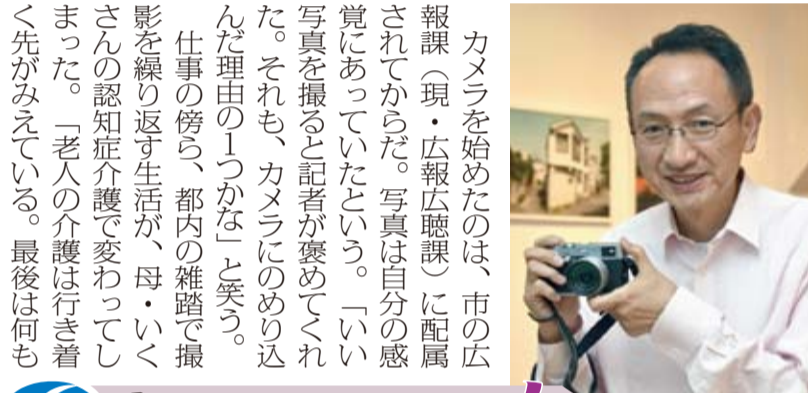 カメラを始めたのは、市の広
報課（現・広報広聴課）に配属
されてからだ。写真は自分の感
覚にあっていたという。「いい
写真を撮ると記者が褒めてくれ
た。それも、カメラにのめり込
んだ理由の1つかな」と笑う。
仕事の傍ら、都内の雑踏で撮
影を繰り返す生活が、母・いく
さんの認知症介護で変わってし
まった。「老人の介護は行き着
く先がみえている。最後は何も